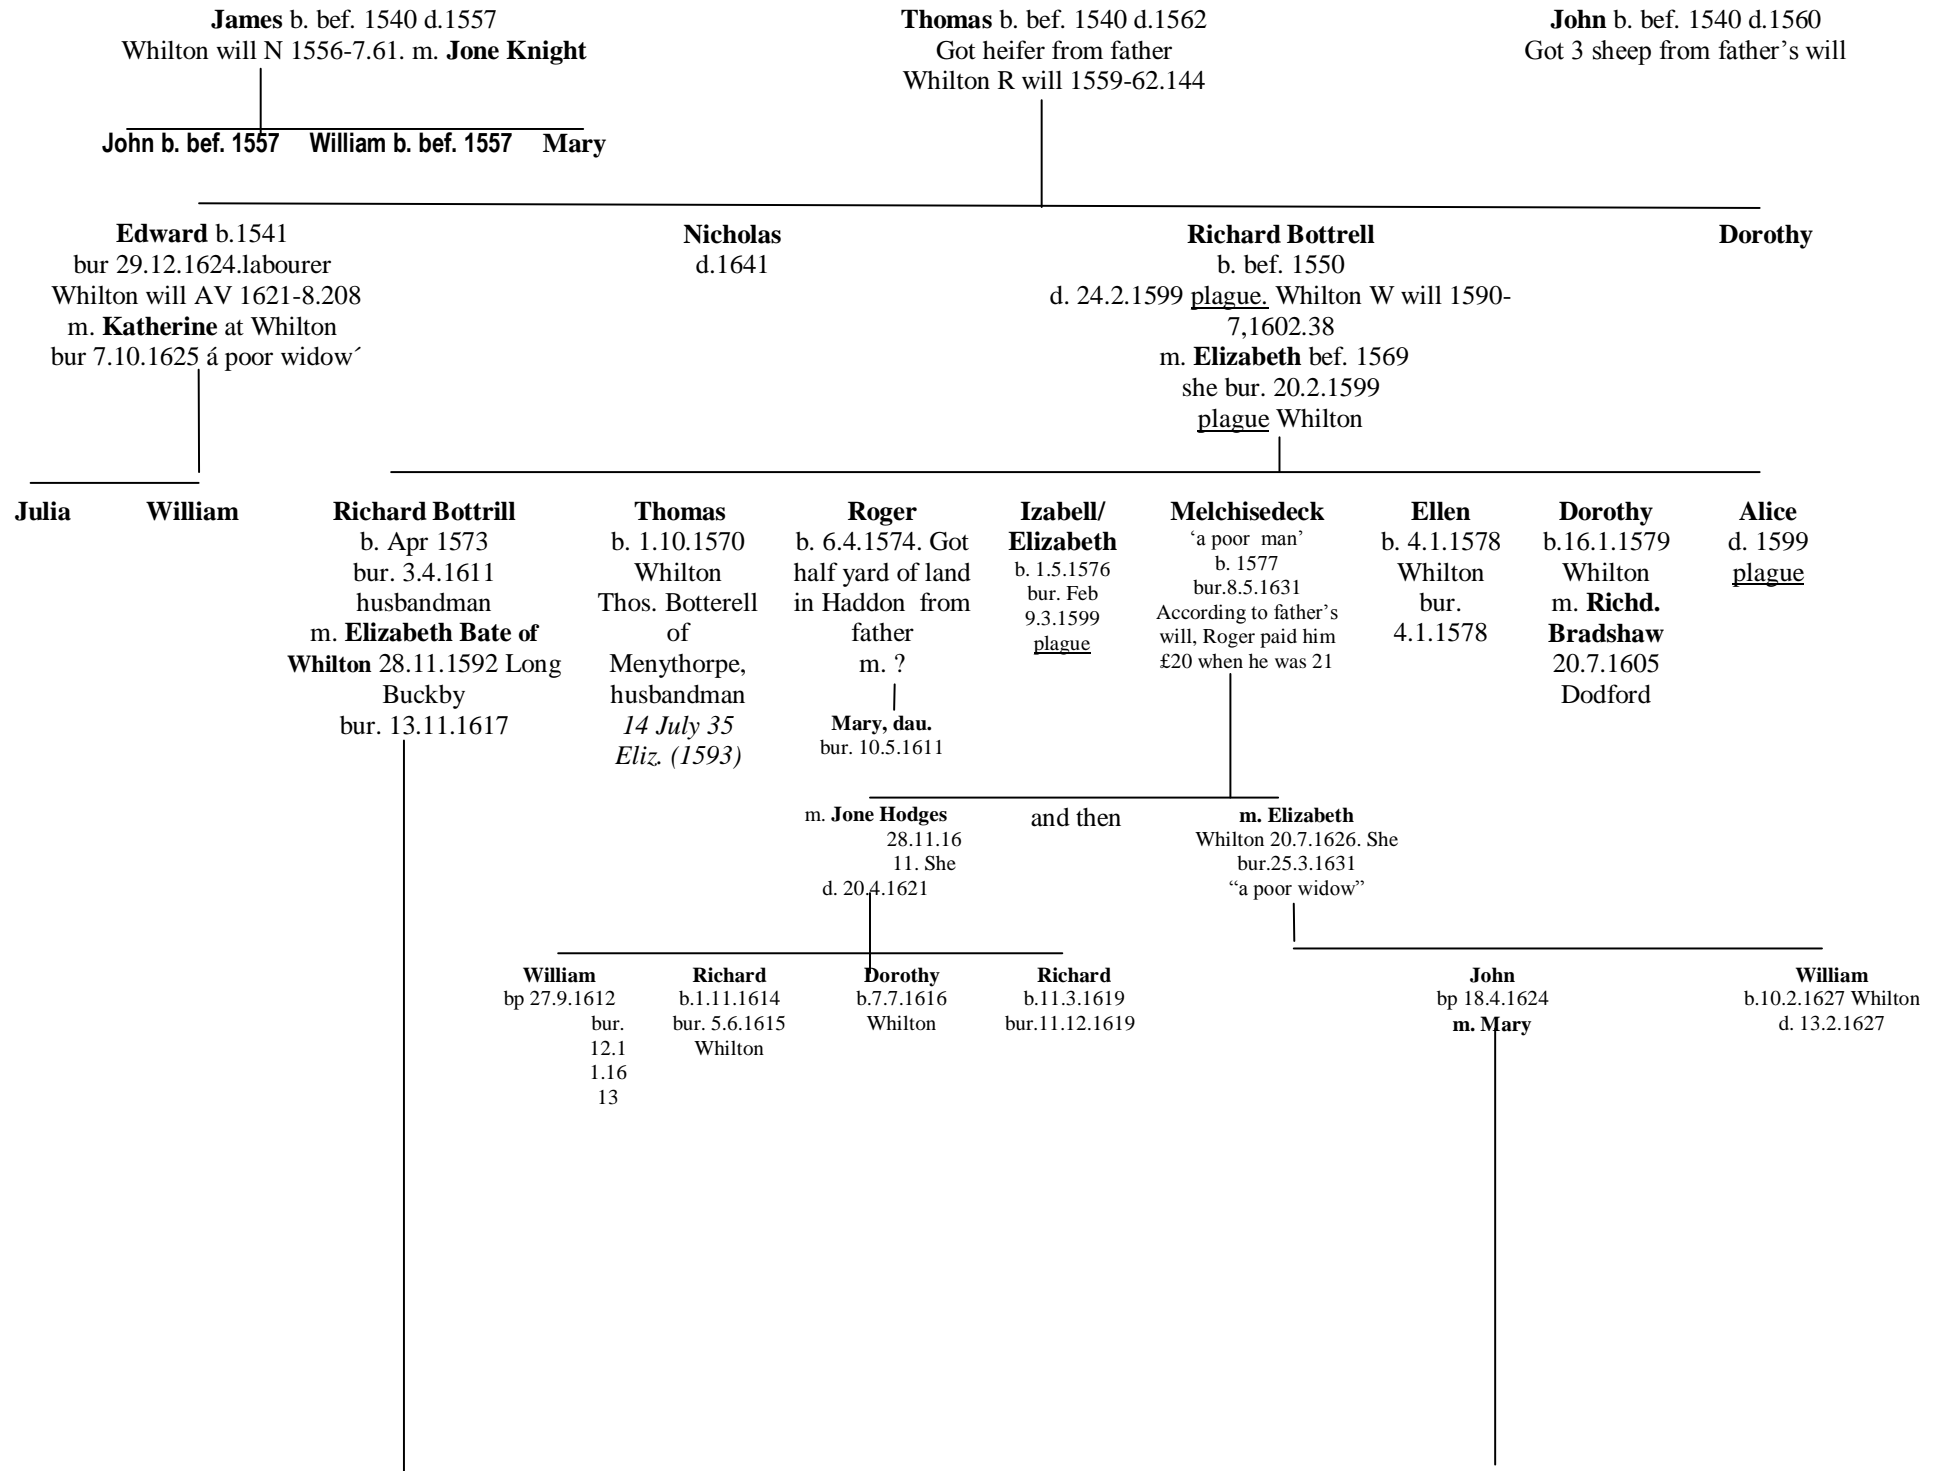 James b. bef. 1540 d.1557
Whilton will N 1556-7.61. m. Jone Knight
Thomas b. bef. 1540 d.1562
Got heifer from father
Whilton R will 1559-62.144
John b. bef. 1540 d.1560
Got 3 sheep from father’s will
John b. bef. 1557 William b. bef. 1557 Mary
Edward b.1541
bur 29.12.1624.labourer
Whilton will AV 1621-8.208
m. Katherine at Whilton
bur 7.10.1625 á poor widow´
Nicholas
d.1641
Richard Bottrell
b. bef. 1550
d. 24.2.1599 plague. Whilton W will 1590-
7,1602.38
m. Elizabeth bef. 1569
she bur. 20.2.1599
plague Whilton
Dorothy
Julia
William
Richard Bottrill
b. Apr 1573
bur. 3.4.1611
husbandman
m. Elizabeth Bate of
Whilton 28.11.1592 Long
Buckby
bur. 13.11.1617
Thomas
b. 1.10.1570
Whilton
Thos. Botterell
of
Menythorpe,
husbandman
14 July 35
Eliz. (1593)
Roger
b. 6.4.1574. Got
half yard of land
in Haddon from
father
m. ?
Mary, dau.
bur. 10.5.1611
Izabell/
Elizabeth
b. 1.5.1576
bur. Feb
9.3.1599
plague
Melchisedeck
‘a poor man’
b. 1577
bur.8.5.1631
According to father’s
will, Roger paid him
£20 when he was 21
Ellen
b. 4.1.1578
Whilton
bur.
4.1.1578
Dorothy
b.16.1.1579
Whilton
m. Richd.
Bradshaw
20.7.1605
Dodford
Alice
d. 1599
plague
m. Jone Hodges
28.11.16
11. She
d. 20.4.1621
and then
m. Elizabeth
Whilton 20.7.1626. She
bur.25.3.1631
“a poor widow”
William
bp 27.9.1612
bur.
12.1
1.16
13
Richard
b.1.11.1614
bur. 5.6.1615
Whilton
Dorothy
b.7.7.1616
Whilton
Richard
b.11.3.1619
bur.11.12.1619
John
bp 18.4.1624
m. Mary
William
b.10.2.1627 Whilton
d. 13.2.1627